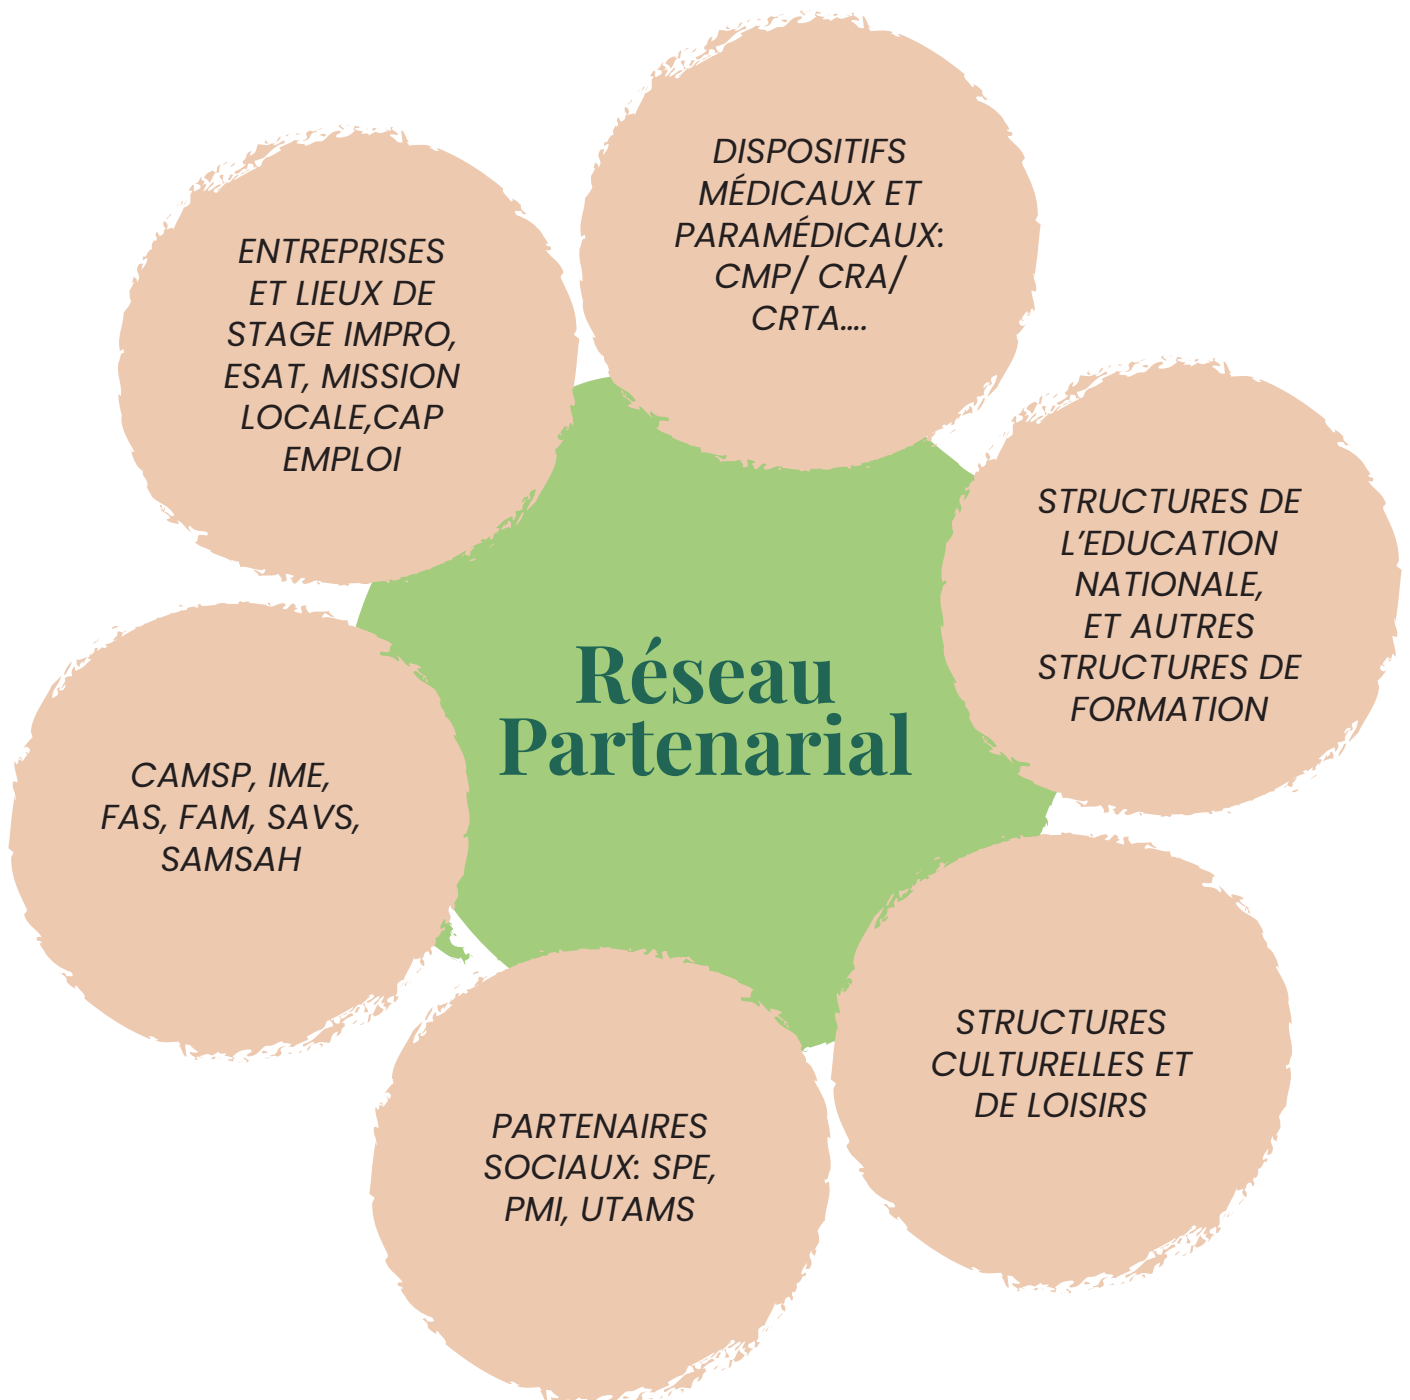 DISPOSITIFS
MÉDICAUX ET
PARAMÉDICAUX:
CMP/ CRA/
CRTA....
ENTREPRISES
ET LIEUX DE
STAGE IMPRO,
ESAT, MISSION
LOCALE,CAP
EMPLOI
STRUCTURES DE
L'EDUCATION
NATIONALE,
ET AUTRES
STRUCTURES DE
FORMATION
Réseau
Partenarial
CAMSP, IME,
FAS, FAM, SAVS,
SAMSAH
STRUCTURES
CULTURELLES ET
DE LOISIRS
PARTENAIRES
SOCIAUX: SPE,
PMI, UTAMS